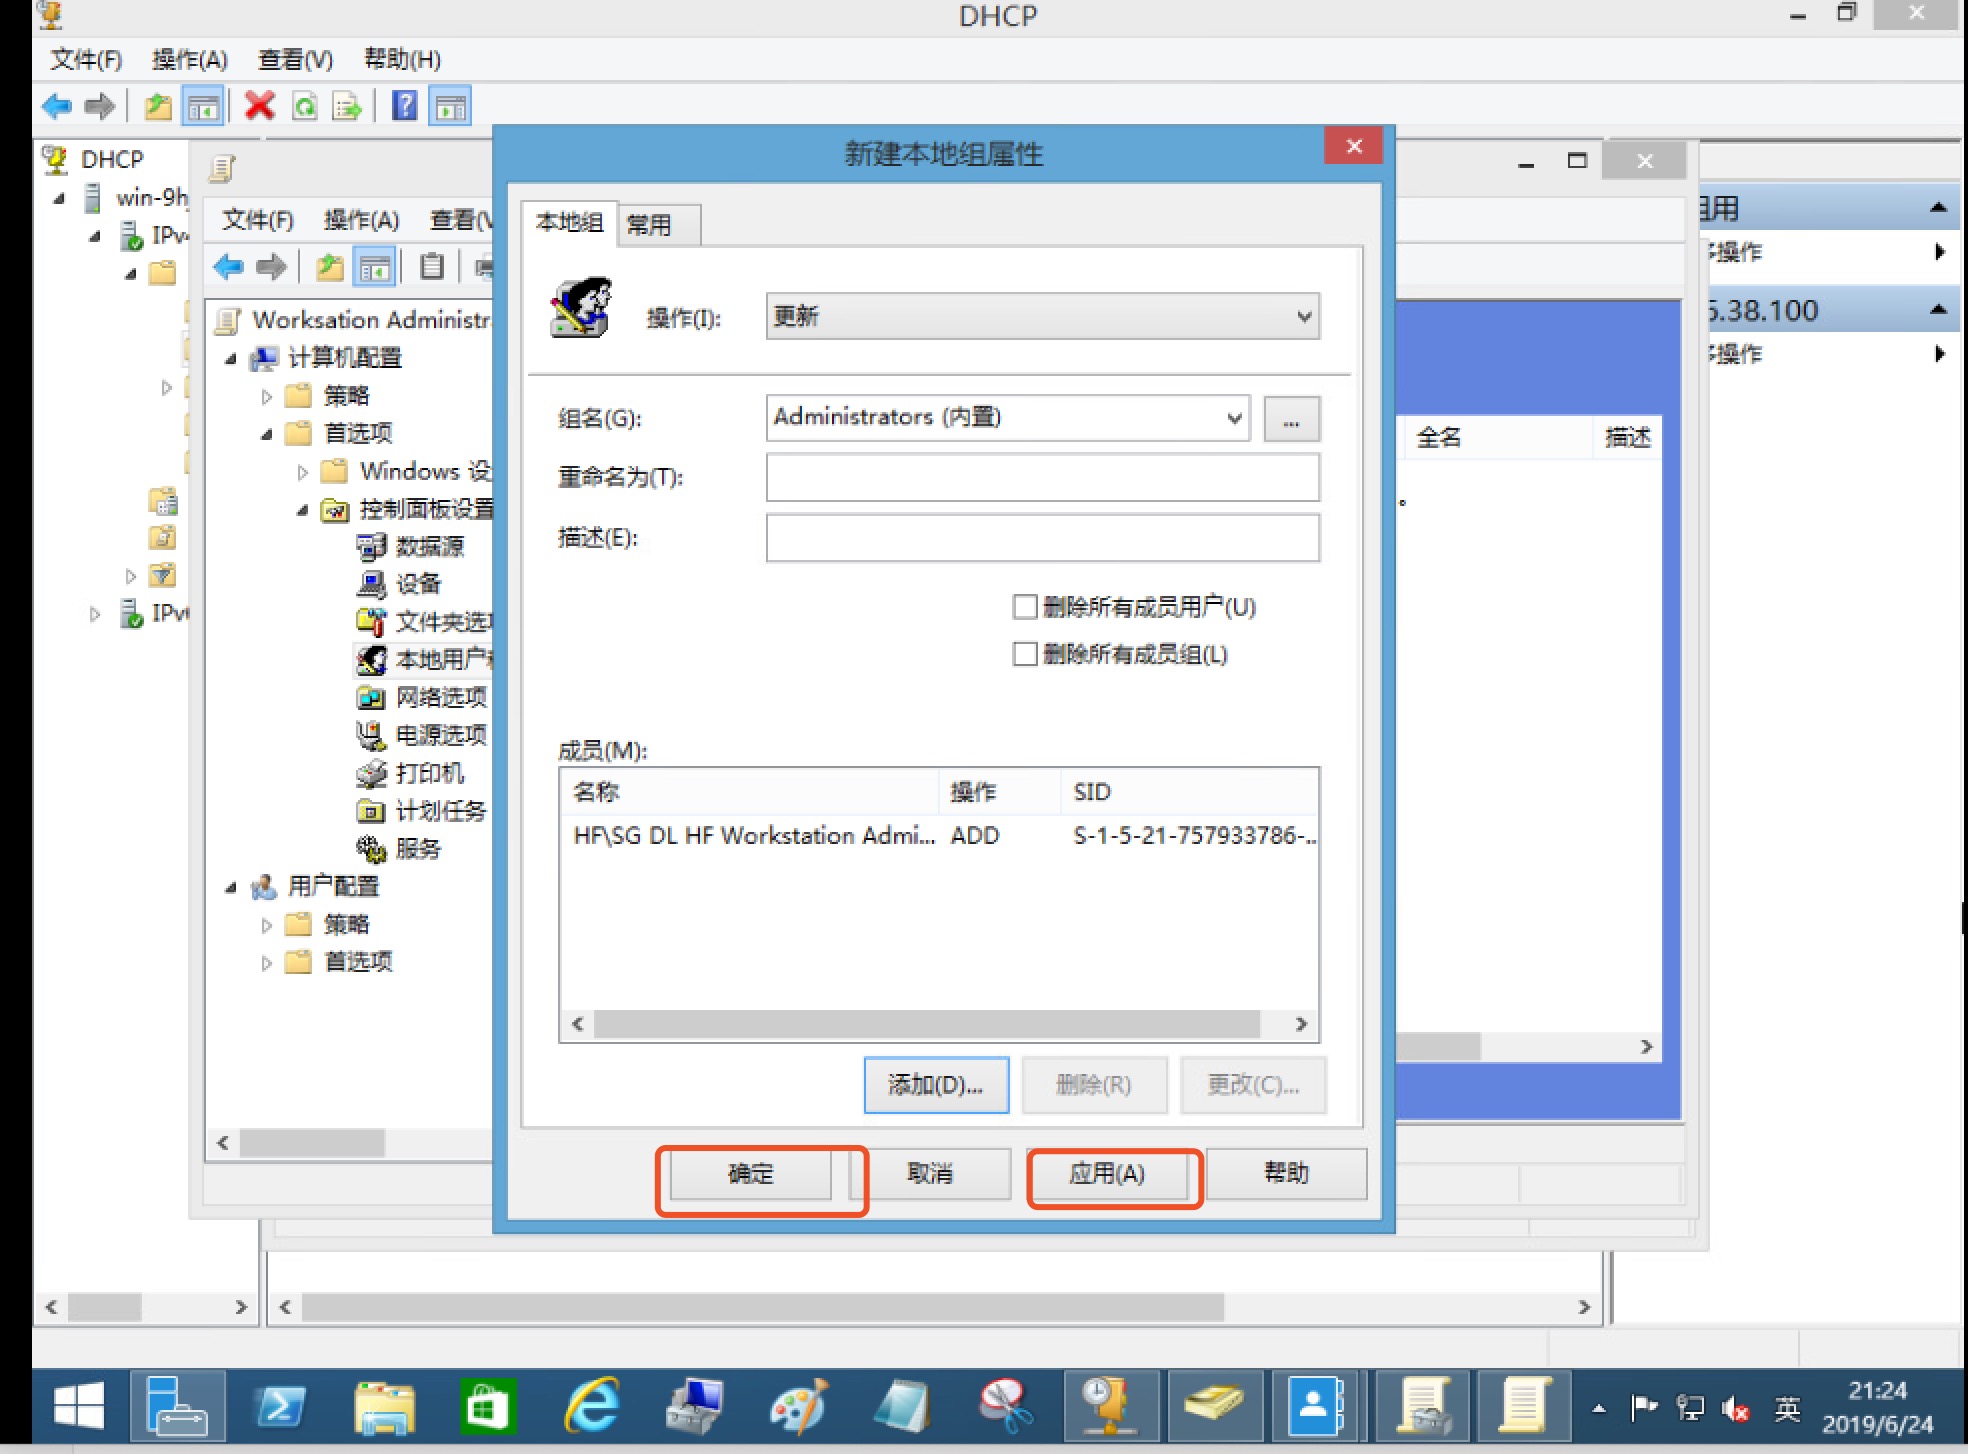 DHCP
文件(F) 操作(A) 查看(V) 帮助(H)
DHCP
win-9h
IPv
IPv
文件(F) 操作(A) 查看(V
Worksation Administr
计算机配置
策略
首选项
Windows 设
控制面板设置
数据源
设备
文件夹选
本地用户
网络选项
电源选项
打印机
计划任务
服务
用户配置
策略
首选项
新建本地组属性
本地组 常用
操作(I): 更新
组名(G): Administrators (内置) ...
重命名为(T):
描述(E):
删除所有成员用户(U)
删除所有成员组(L)
成员(M):
名称 操作 SID
HF\SG DL HF Workstation Admi... ADD S-1-5-21-757933786-..
添加(D)... 删除(R) 更改(C)...
确定 取消 应用(A) 帮助
全名 描述
。
用
操作
5.38.100
操作
英
21:24
2019/6/24